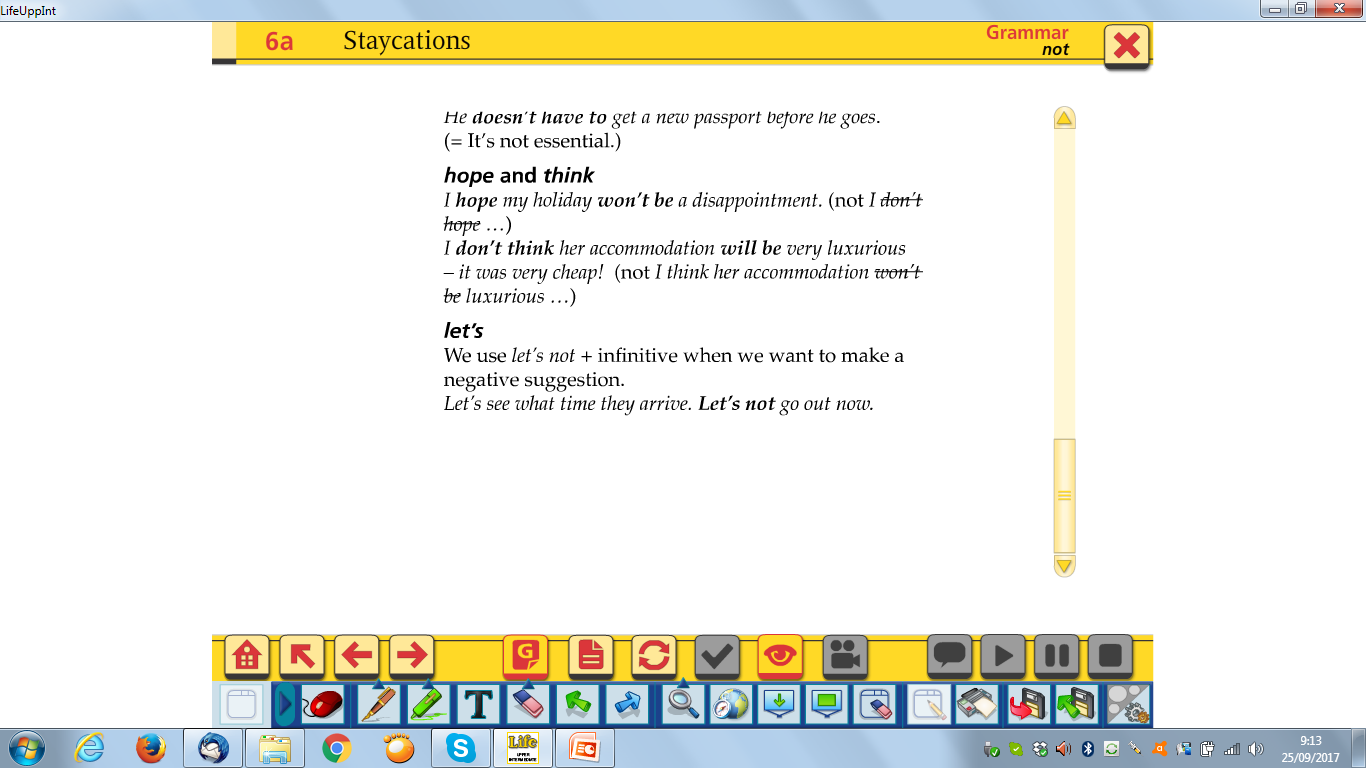 LifeUppInt
6a Staycations
Grammar
not
He doesn't have to get a new passport before he goes.
(= It's not essential.)
hope and think
I hope my holiday won't be a disappointment. (not I don't
hope …)
I don't think her accommodation will be very luxurious
– it was very cheap! (not I think her accommodation won't
be luxurious …)
let's
We use let's not + infinitive when we want to make a
negative suggestion.
Let's see what time they arrive. Let's not go out now.
G
T
Life
UPPER
INTERMEDIATE
9:13
25/09/2017